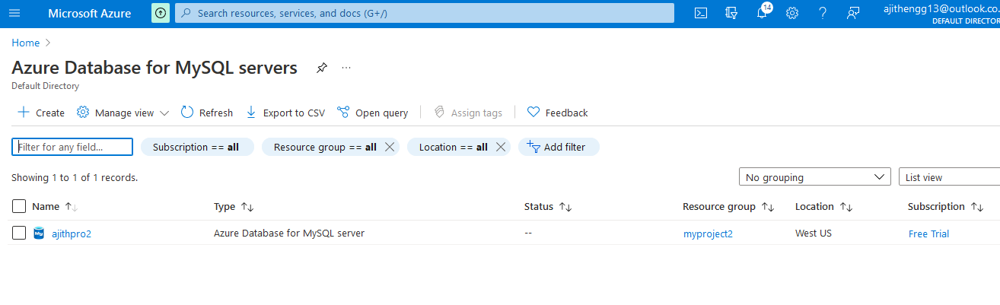 Microsoft Azure Search resources, services, and docs (G+/) 14 ajithengg13@outlook.co.
DEFAULT DIRECTOR
Home
Azure Database for MySQL servers ...
Default Directory
Create Manage view Refresh Export to CSV Open query Assign tags Feedback
Filter for any field... Subscription == all Resource group == all Location == all Add filter
Showing 1 to 1 of 1 records. No grouping List view
Name Type Status Resource group Location Subscription
My ajithpro2 Azure Database for MySQL server -- myproject2 West US Free Trial